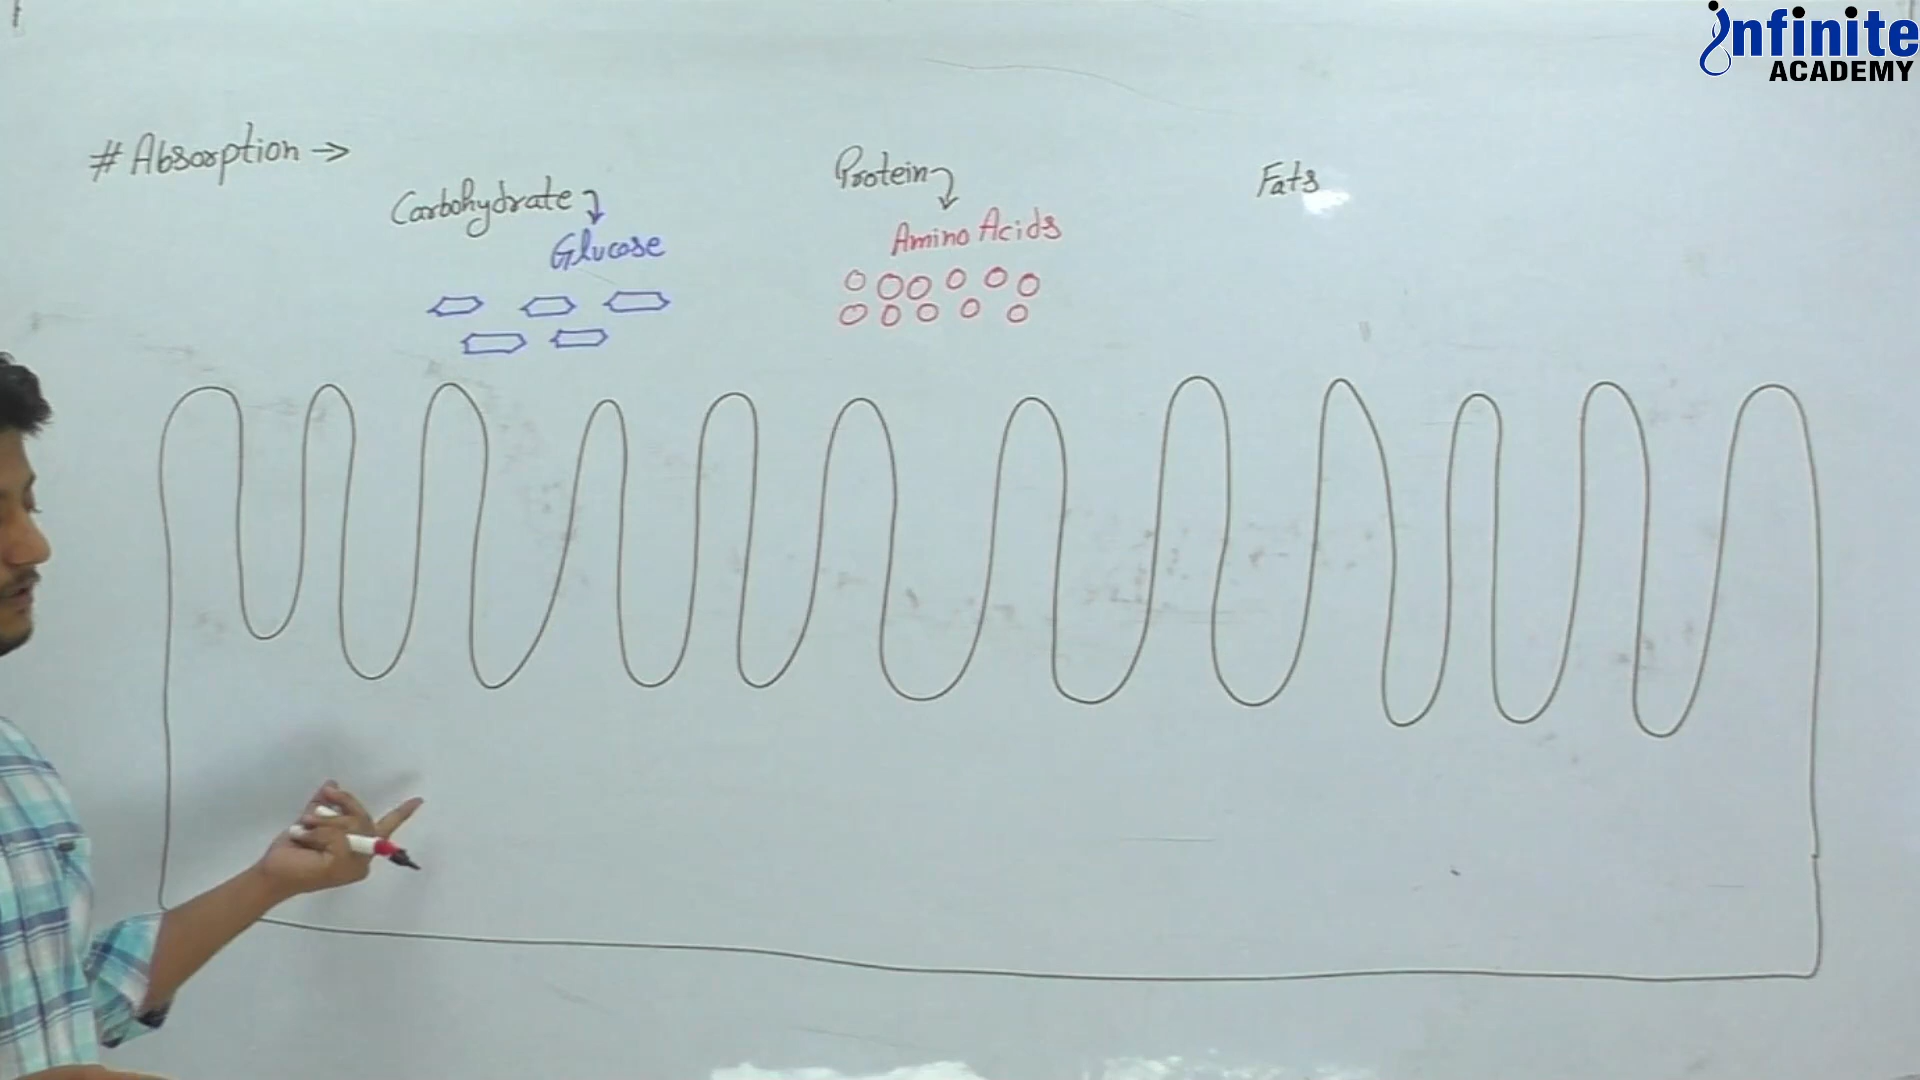 infinite
ACADEMY
# Absorption →
Carbohydrate
Glucose
Protein
Amino Acids
Fats